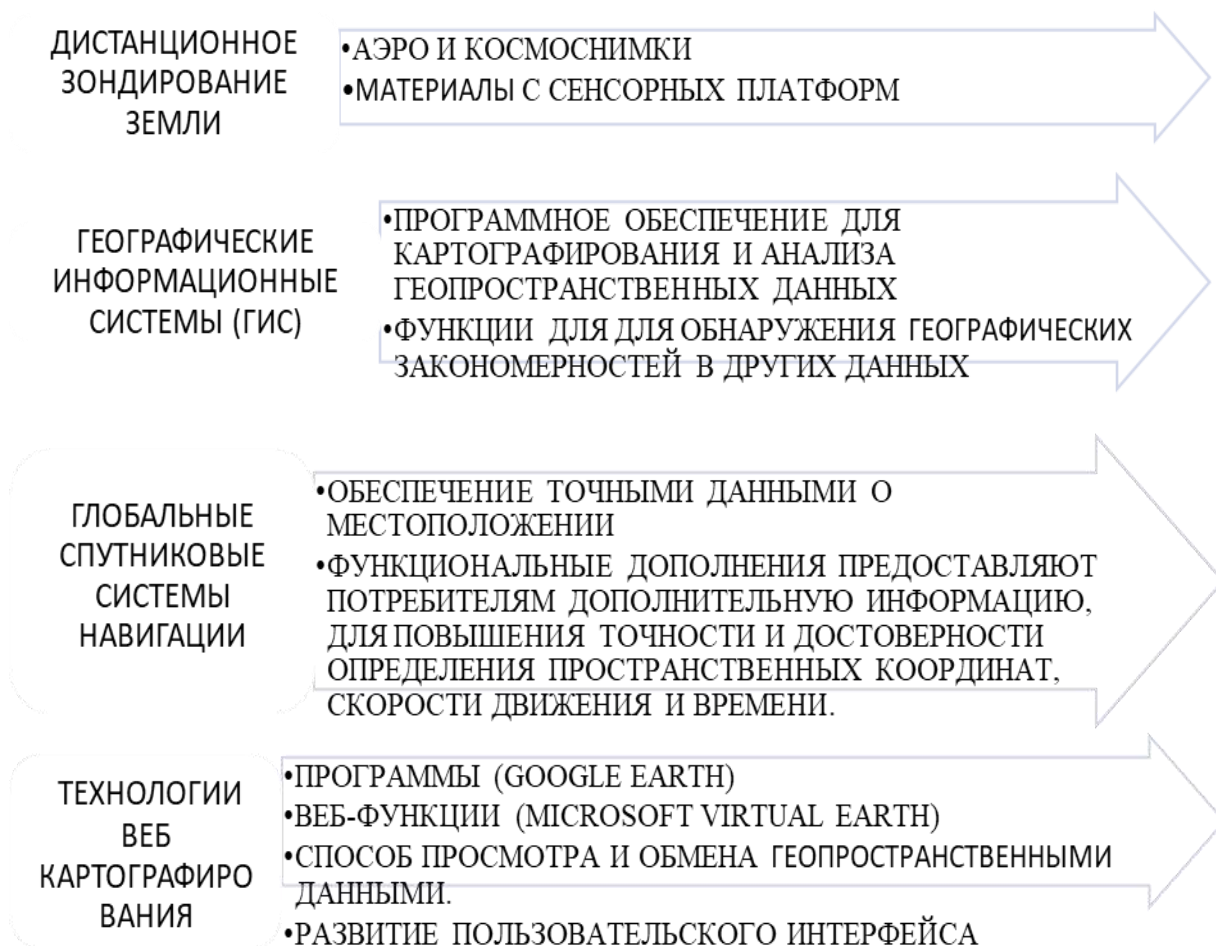 ДИСТАНЦИОННОЕ
ЗОНДИРОВАНИЕ
ЗЕМЛИ
•АЭРО И КОСМОСНИМКИ
•МАТЕРИАЛЫ С СЕНСОРНЫХ ПЛАТФОРМ
ГЕОГРАФИЧЕСКИЕ
ИНФОРМАЦИОННЫЕ
СИСТЕМЫ (ГИС)
•ПРОГРАММНОЕ ОБЕСПЕЧЕНИЕ ДЛЯ
КАРТОГРАФИРОВАНИЯ И АНАЛИЗА
ГЕОПРОСТРАНСТВЕННЫХ ДАННЫХ
•ФУНКЦИИ ДЛЯ ДЛЯ ОБНАРУЖЕНИЯ ГЕОГРАФИЧЕСКИХ
ЗАКОНОМЕРНОСТЕЙ В ДРУГИХ ДАННЫХ
ГЛОБАЛЬНЫЕ
СПУТНИКОВЫЕ
СИСТЕМЫ
НАВИГАЦИИ
•ОБЕСПЕЧЕНИЕ ТОЧНЫМИ ДАННЫМИ О
МЕСТОПОЛОЖЕНИИ
•ФУНКЦИОНАЛЬНЫЕ ДОПОЛНЕНИЯ ПРЕДОСТАВЛЯЮТ
ПОТРЕБИТЕЛЯМ ДОПОЛНИТЕЛЬНУЮ ИНФОРМАЦИЮ,
ДЛЯ ПОВЫШЕНИЯ ТОЧНОСТИ И ДОСТОВЕРНОСТИ
ОПРЕДЕЛЕНИЯ ПРОСТРАНСТВЕННЫХ КООРДИНАТ,
СКОРОСТИ ДВИЖЕНИЯ И ВРЕМЕНИ.
ТЕХНОЛОГИИ
ВЕБ
КАРТОГРАФИРО
ВАНИЯ
•ПРОГРАММЫ (GOOGLE EARTH)
•ВЕБ-ФУНКЦИИ (MICROSOFT VIRTUAL EARTH)
•СПОСОБ ПРОСМОТРА И ОБМЕНА ГЕОПРОСТРАНСТВЕННЫМИ
ДАННЫМИ.
•РАЗВИТИЕ ПОЛЬЗОВАТЕЛЬСКОГО ИНТЕРФЕЙСА